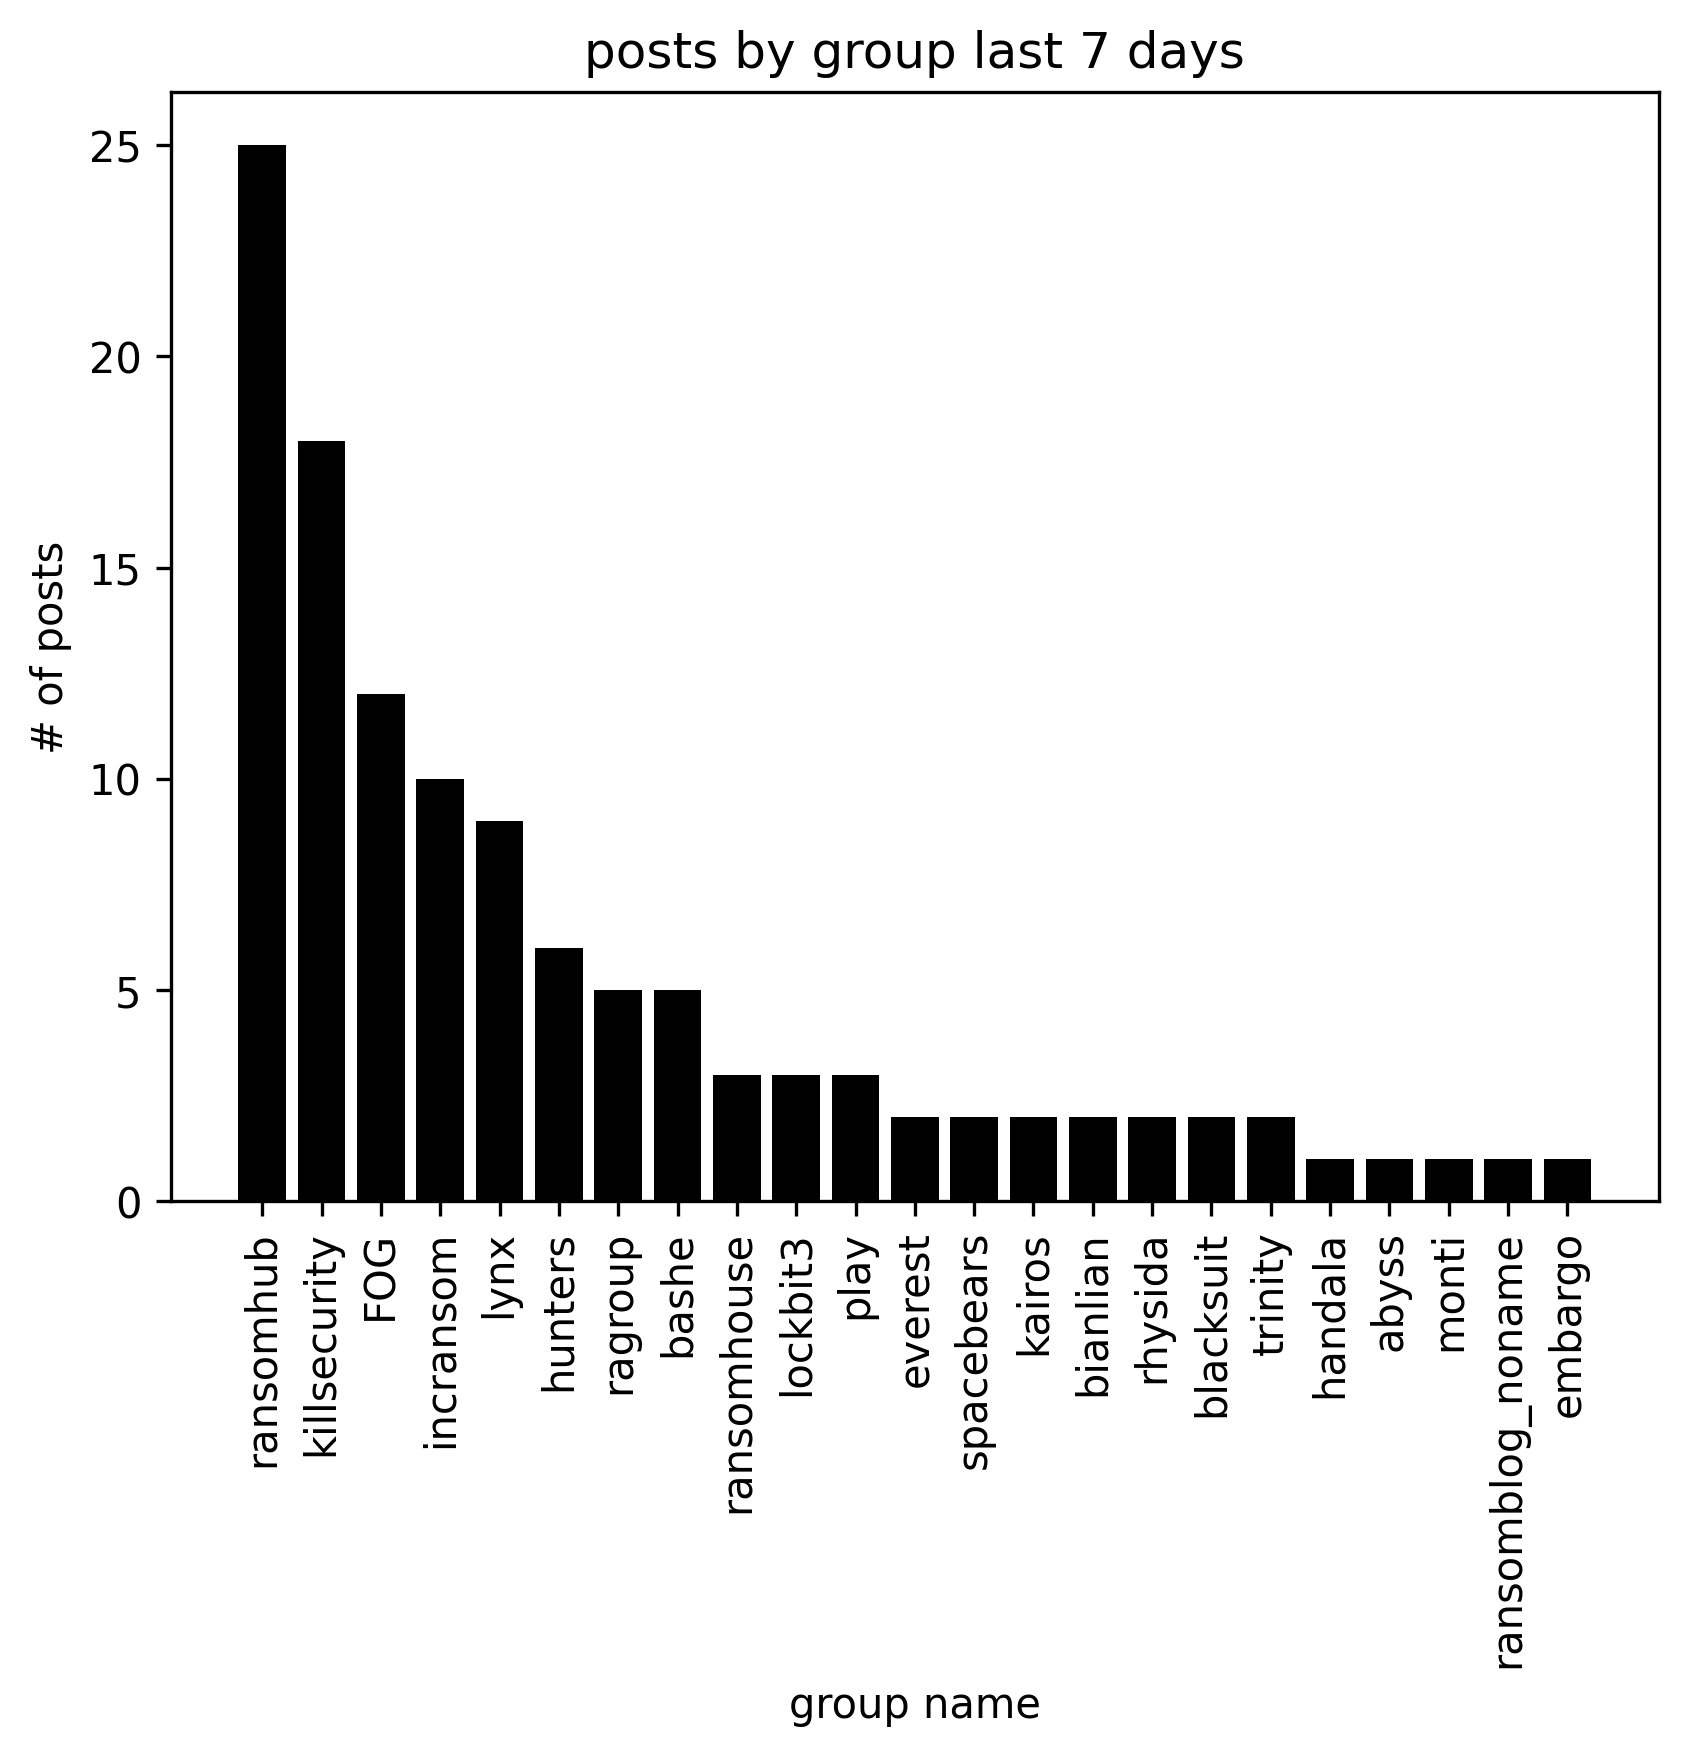 posts by group last 7 days
# of posts
25
20
15
10
5
0
ransomhub
killsecurity
FOG
incransom
lynx
hunters
ragroup
bashe
ransomhouse
lockbit3
play
everest
spacebears
kairos
bianlian
rhysida
blacksuit
trinity
handala
abyss
monti
ransomblog_noname
embargo
group name